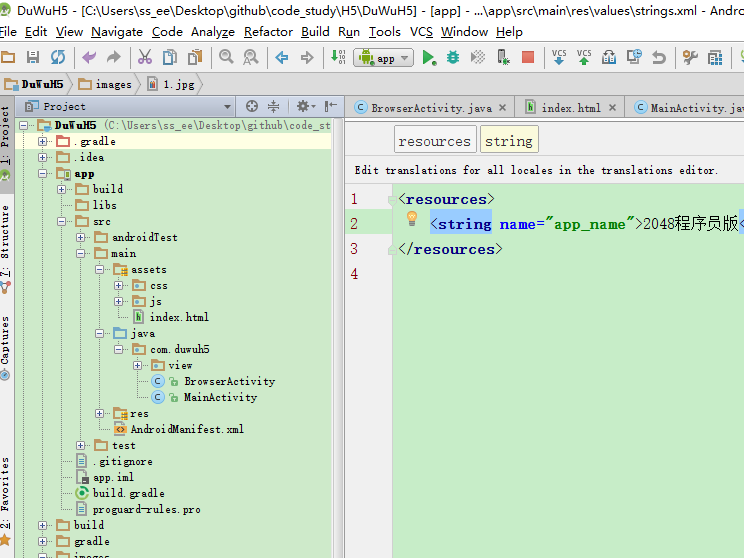 DuWuH5 - [C:\Users\ss_ee\Desktop\github\code_study\H5\DuWuH5] - [app] - ...\app\src\main\res\values\strings.xml - Android
File Edit View Navigate Code Analyze Refactor Build Run Tools VCS Window Help
app
VCS VCS
DuWuH5 images 1.jpg
Project
BrowserActivity.java index.html MainActivity.jav
1: Project
7: Structure
Captures
2: Favorites
DuWuH5 (C:\Users\ss_ee\Desktop\github\code_st
.gradle
.idea
app
build
libs
src
androidTest
main
assets
css
js
index.html
java
com.duwuh5
view
BrowserActivity
MainActivity
res
AndroidManifest.xml
test
.gitignore
app.iml
build.gradle
proguard-rules.pro
build
gradle
images
resources string
Edit translations for all locales in the translations editor.
1 <resources>
2 <string name="app_name">2048程序员版<
3 </resources>
4